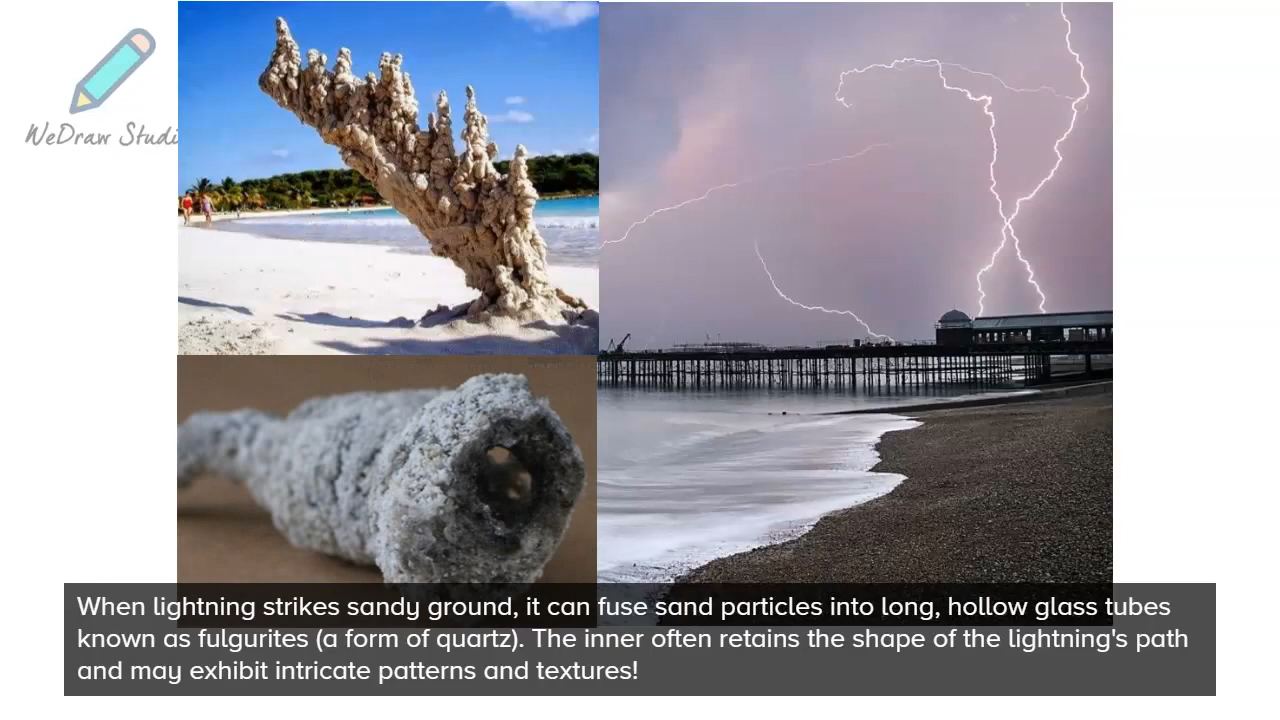 WeDraw Studi
When lightning strikes sandy ground, it can fuse sand particles into long, hollow glass tubes
known as fulgurites (a form of quartz). The inner often retains the shape of the lightning's path
and may exhibit intricate patterns and textures!